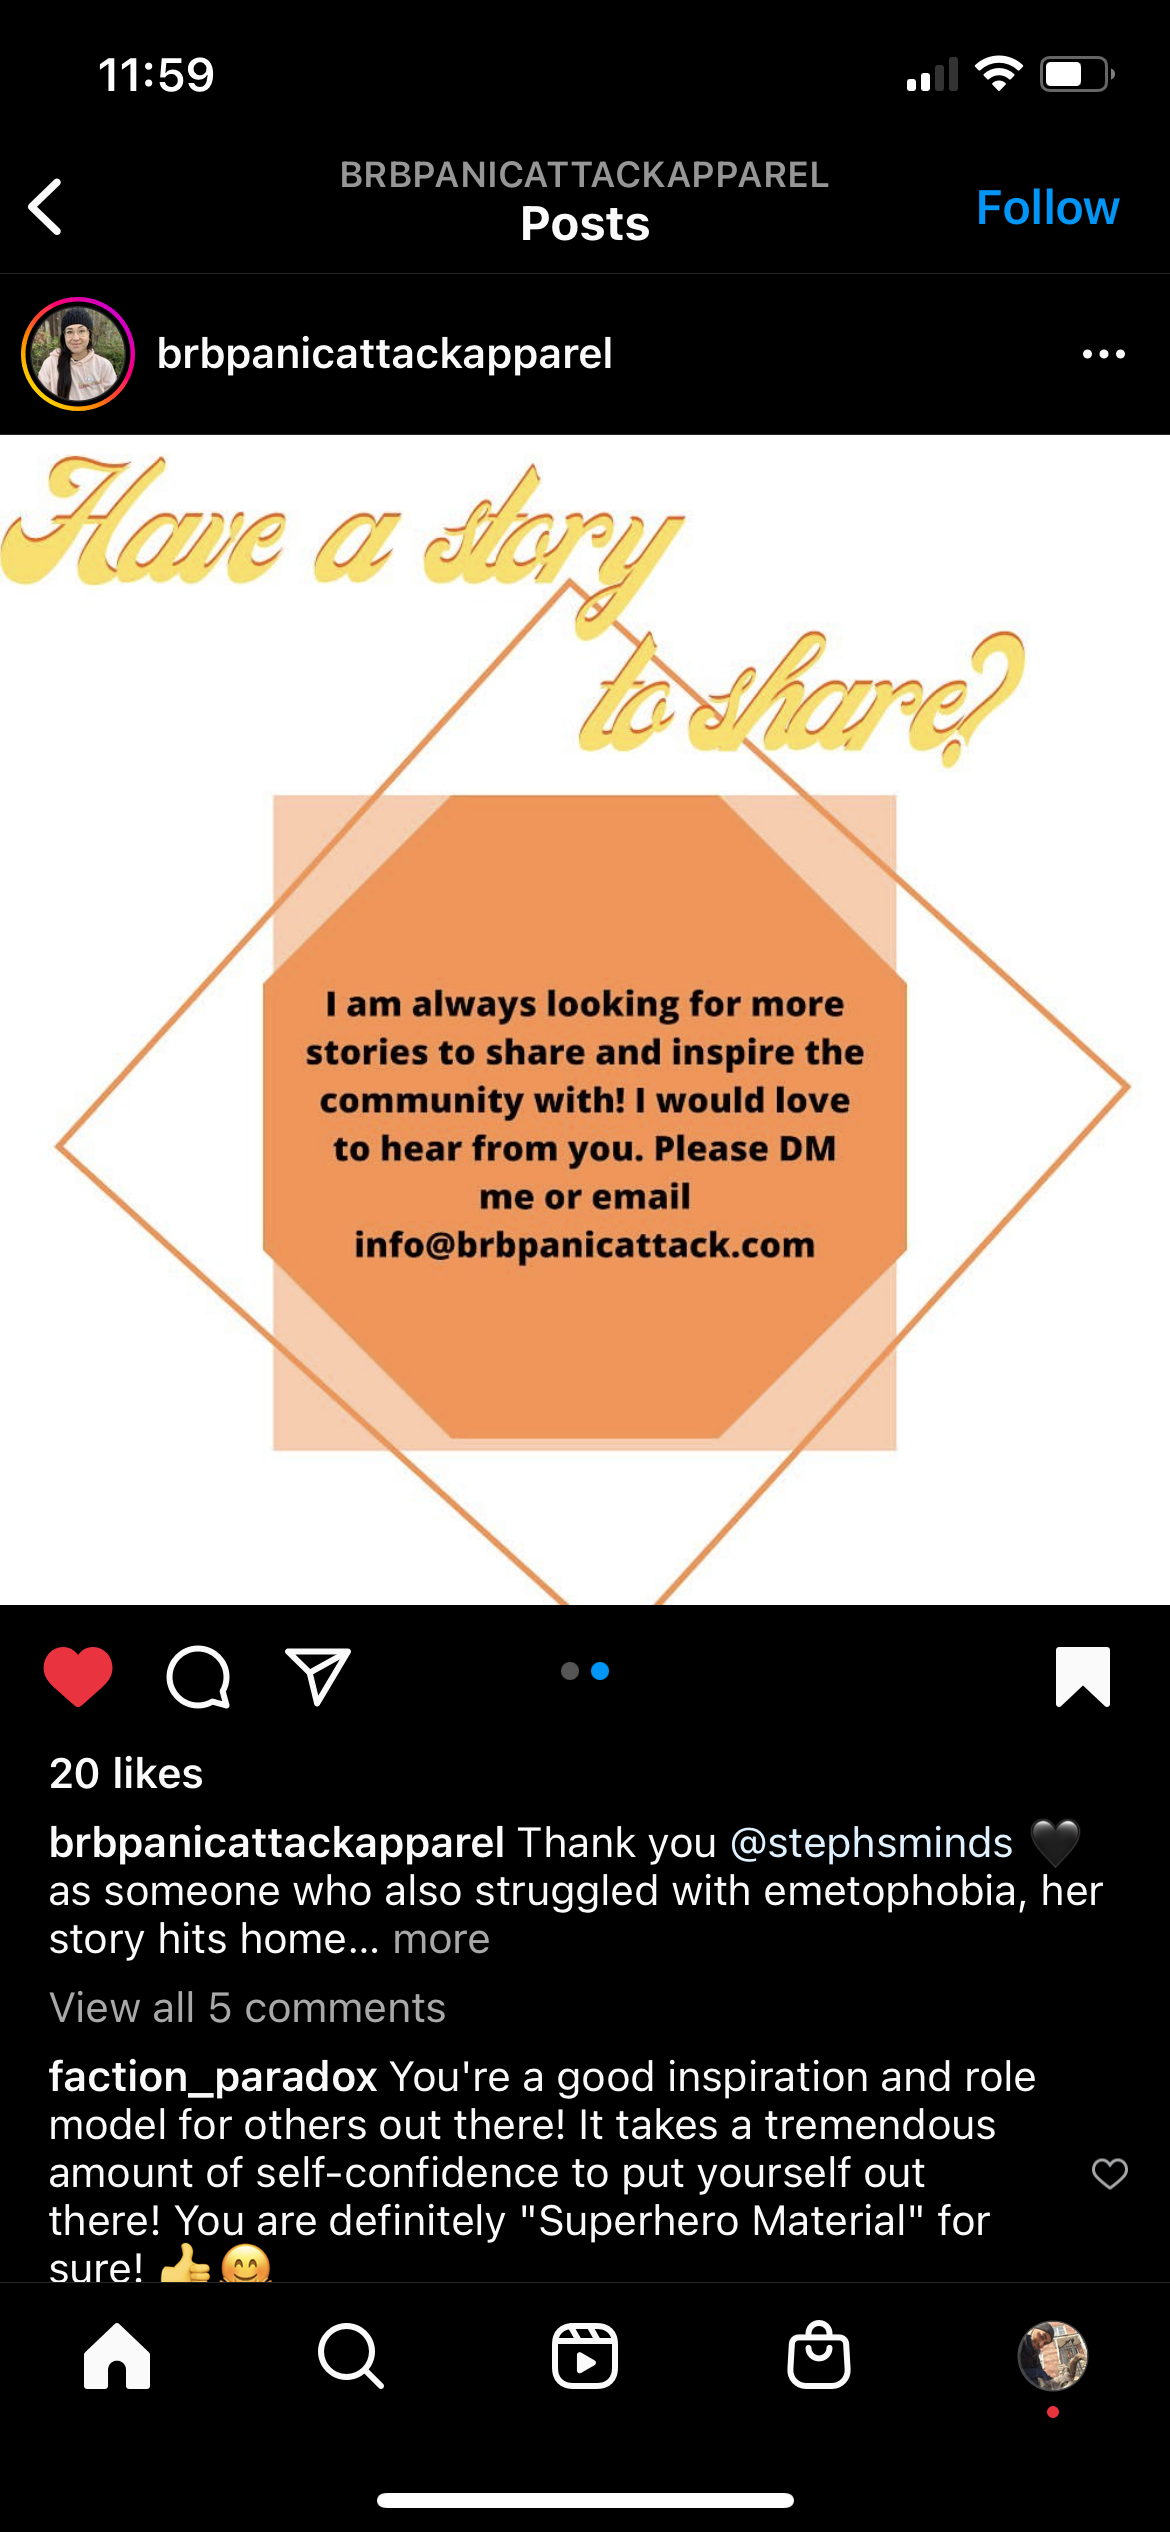 11:59
BRBPANICATTACKAPPAREL
Posts
Follow
brbpanicattackapparel
Have a story
to share?
I am always looking for more
stories to share and inspire the
community with! I would love
to hear from you. Please DM
me or email
info@brbpanicattack.com
20 likes
brbpanicattackapparel Thank you @stephsminds 🖤
as someone who also struggled with emetophobia, her
story hits home... more
View all 5 comments
faction_paradox You're a good inspiration and role
model for others out there! It takes a tremendous
amount of self-confidence to put yourself out
there! You are definitely "Superhero Material" for
sure! 👍🤗